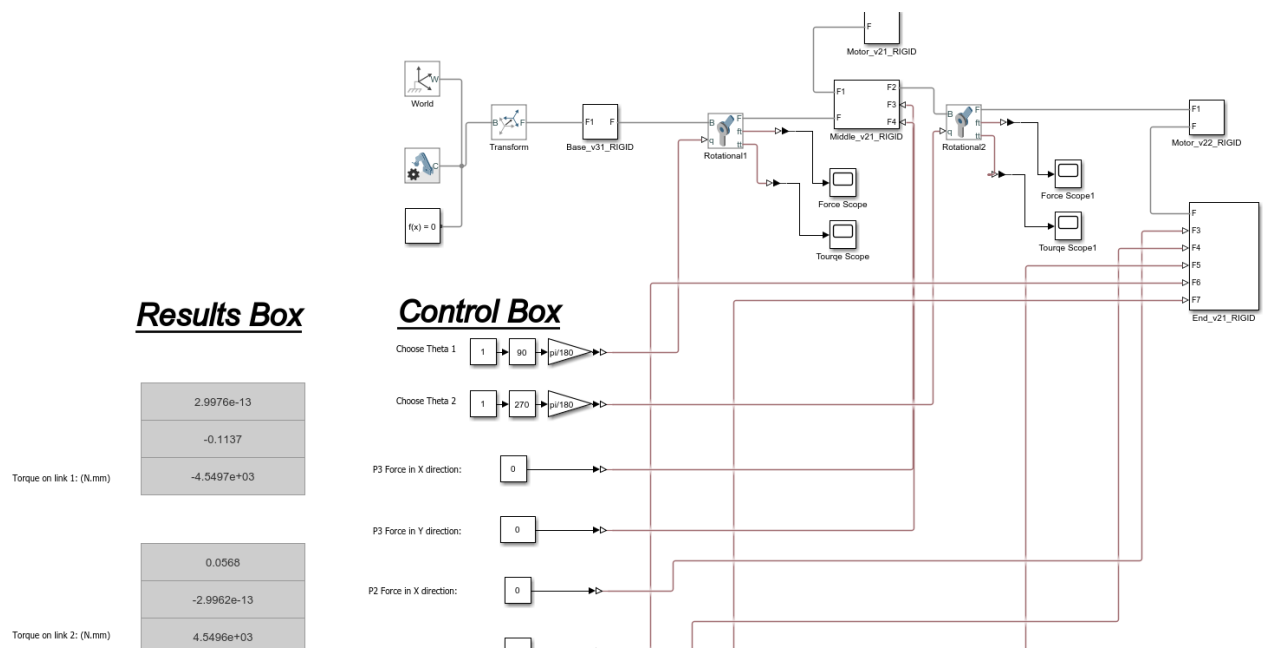 F
Motor_v21_RIGID
W
World
B F
Transform
F1 F
Base_v31_RIGID
B F
ft
q
tt
Rotational1
F1
F2
F3
F
F4
Middle_v21_RIGID
B F
ft
q
tt
Rotational2
F1
F
Motor_v22_RIGID
C
f(x) = 0
Force Scope
Tourqe Scope
Force Scope1
Tourqe Scope1
F
F3
F4
F5
F6
F7
End_v21_RIGID
Results Box
Control Box
Choose Theta 1
1
90
pi/180
Choose Theta 2
1
270
pi/180
2.9976e-13
-0.1137
Torque on link 1: (N.mm)
-4.5497e+03
P3 Force in X direction:
0
P3 Force in Y direction:
0
0.0568
-2.9962e-13
Torque on link 2: (N.mm)
4.5496e+03
P2 Force in X direction:
0